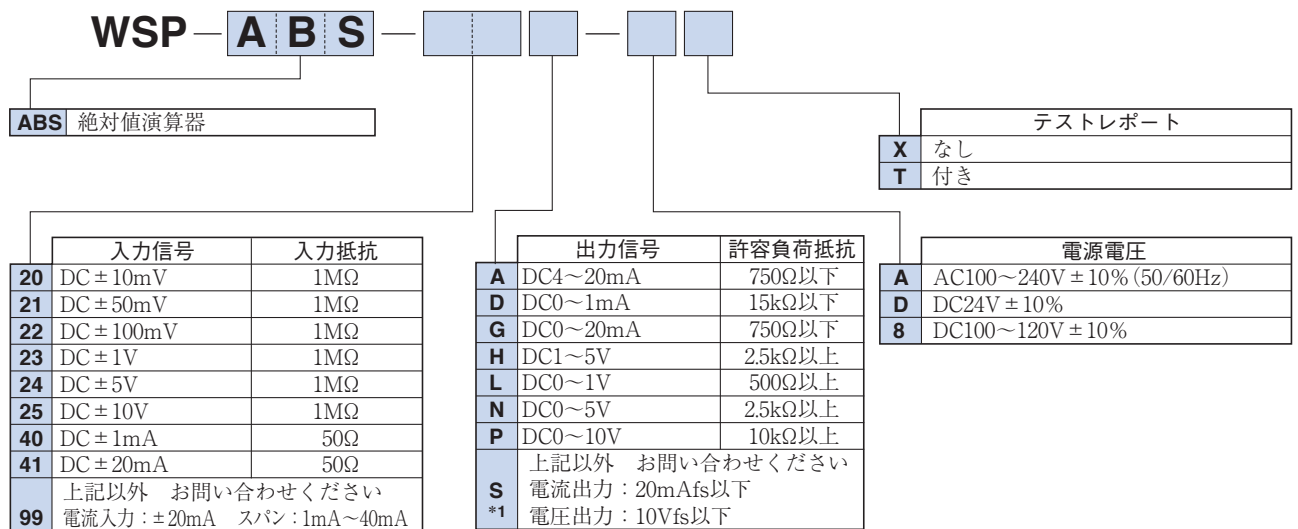 WSP — A B S —   —
ABS 絶対値演算器
テストレポート
X なし
T 付き
入力信号 入力抵抗
20 DC±10mV 1MΩ
21 DC±50mV 1MΩ
22 DC±100mV 1MΩ
23 DC±1V 1MΩ
24 DC±5V 1MΩ
25 DC±10V 1MΩ
40 DC±1mA 50Ω
41 DC±20mA 50Ω
99 上記以外 お問い合わせください
電流入力:±20mA スパン:1mA~40mA
出力信号 許容負荷抵抗
A DC4~20mA 750Ω以下
D DC0~1mA 15kΩ以下
G DC0~20mA 750Ω以下
H DC1~5V 2.5kΩ以上
L DC0~1V 500Ω以上
N DC0~5V 2.5kΩ以上
P DC0~10V 10kΩ以上
上記以外 お問い合わせください
S 電流出力:20mAfs以下
*1 電圧出力:10Vfs以下
電源電圧
A AC100~240V±10%(50/60Hz)
D DC24V±10%
8 DC100~120V±10%